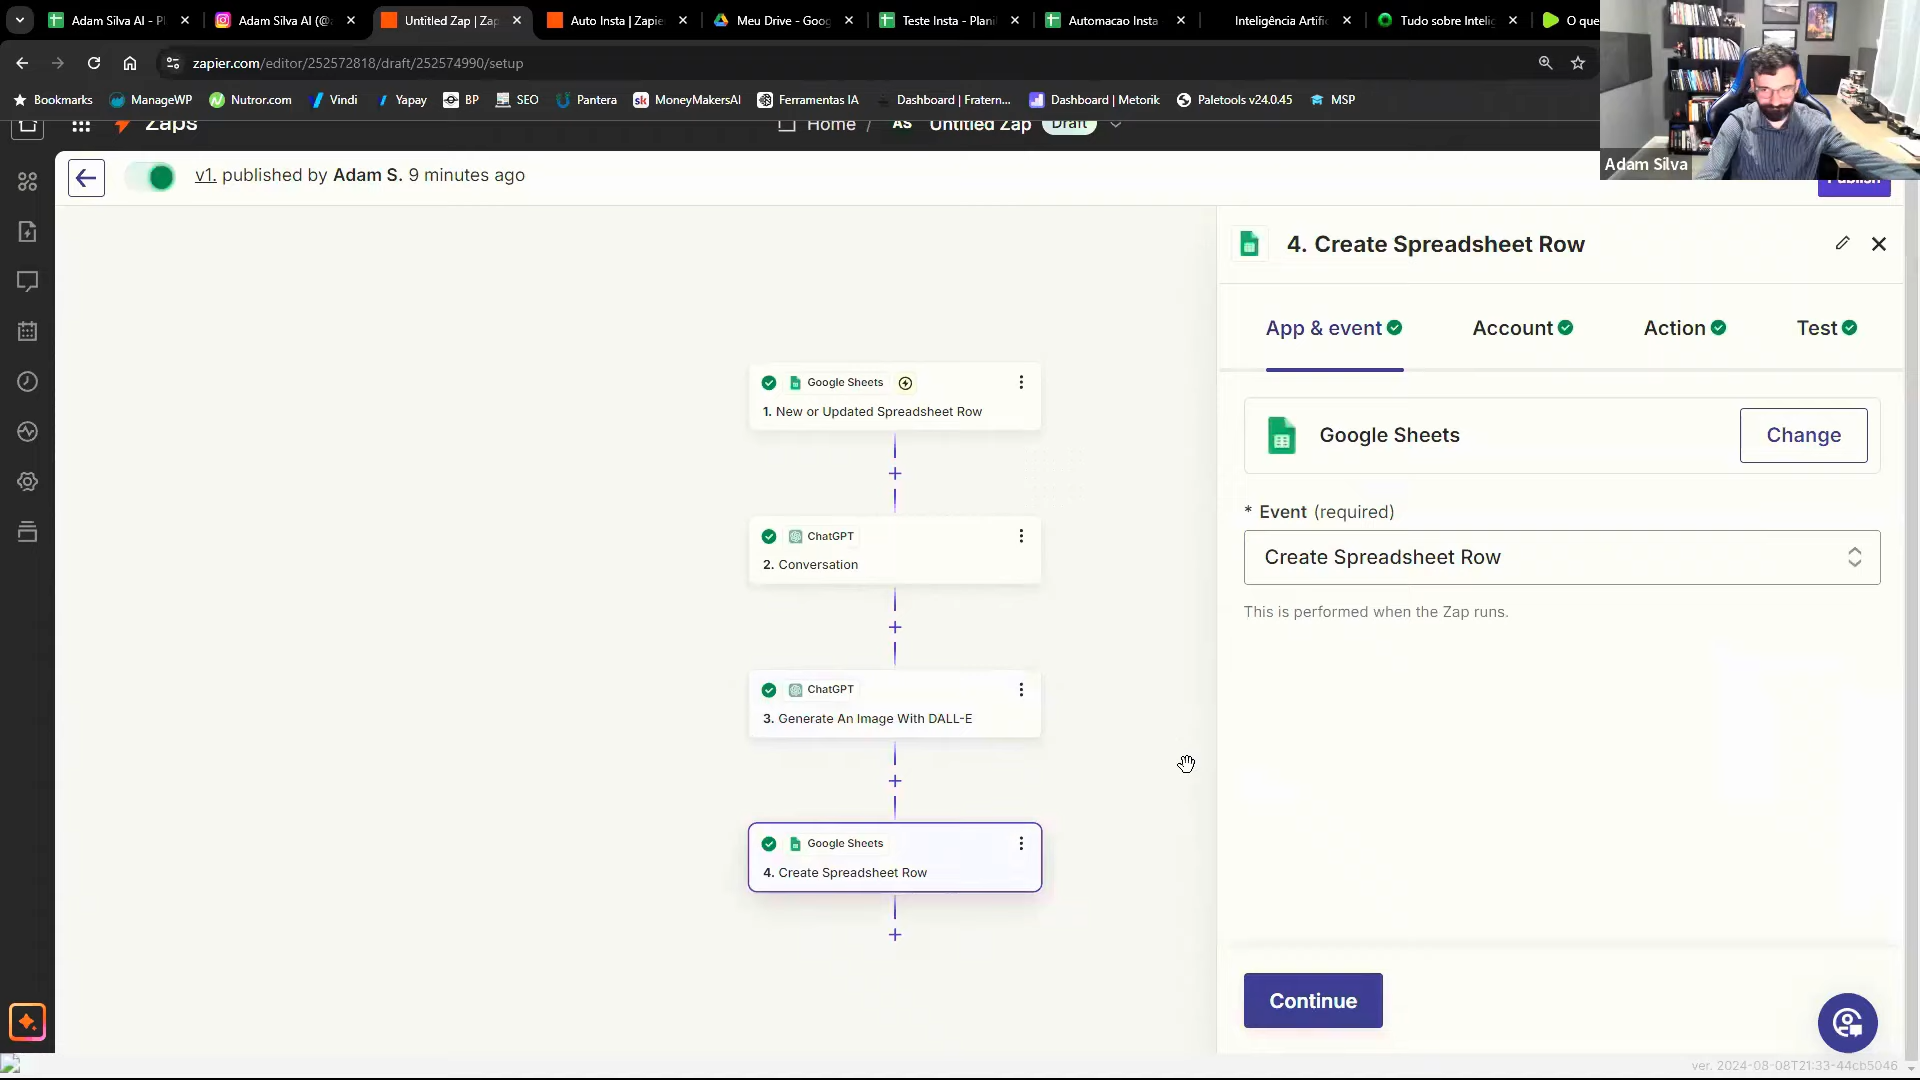 Adam Silva AI - Pl
Adam Silva AI (@a
Untitled Zap | Zap
Auto Insta | Zapie
Meu Drive - Goog
Teste Insta - Plani
Automacao Insta
Inteligência Artific
Tudo sobre Intelig
O que
zapier.com/editor/252572818/draft/252574990/setup
Bookmarks
ManageWP
Nutror.com
Vindi
Yapay
BP
SEO
Pantera
MoneyMakersAI
Ferramentas IA
Dashboard | Fratern...
Dashboard | Metorik
Paletools v24.0.45
MSP
Zaps
Home / AS Untitled Zap Draft
Adam Silva
v1. published by Adam S. 9 minutes ago
Publish
4. Create Spreadsheet Row
App & event
Account
Action
Test
Google Sheets
Change
* Event (required)
Create Spreadsheet Row
This is performed when the Zap runs.
Continue
Google Sheets
1. New or Updated Spreadsheet Row
ChatGPT
2. Conversation
ChatGPT
3. Generate An Image With DALL-E
Google Sheets
4. Create Spreadsheet Row
ver. 2024-08-08T21:33-44cb5046